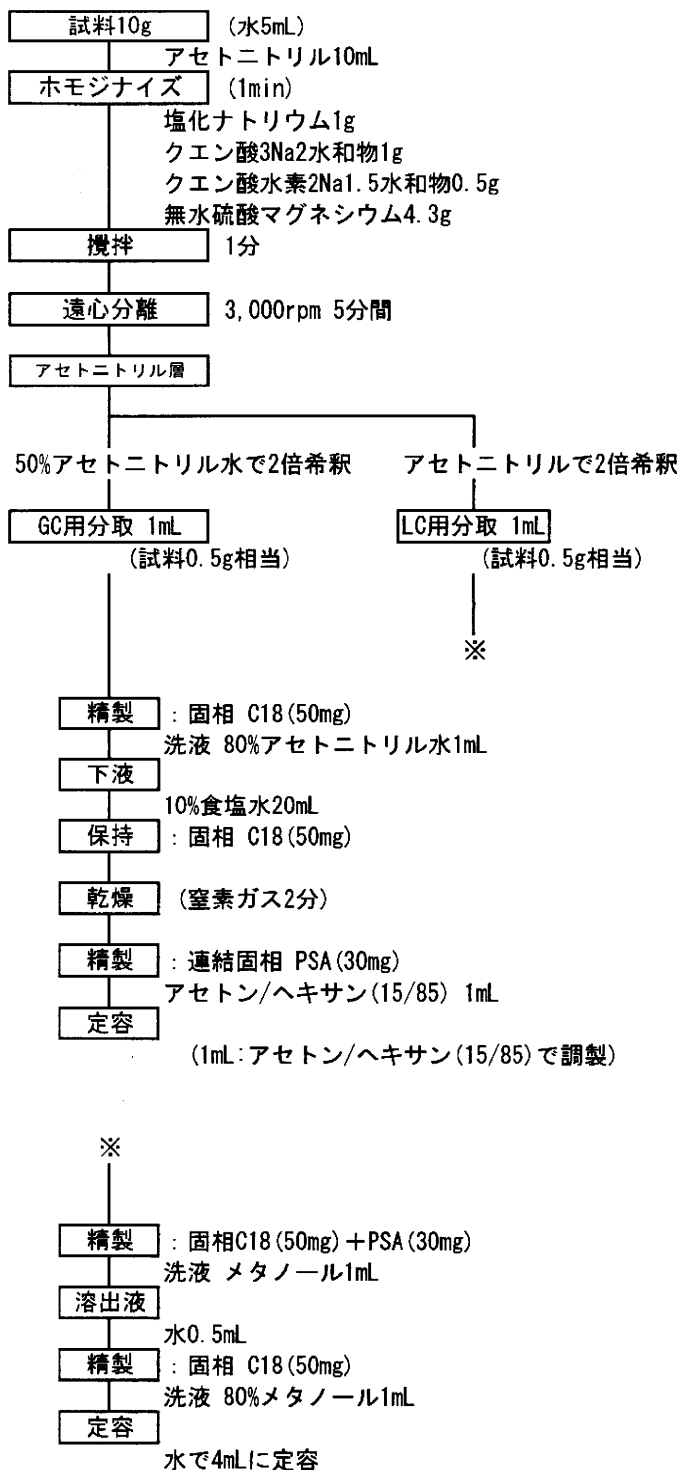 試料10g (水5mL)
アセトニトリル10mL
ホモジナイズ (1min)
塩化ナトリウム1g
クエン酸3Na2水和物1g
クエン酸水素2Na1.5水和物0.5g
無水硫酸マグネシウム4.3g
攪拌 1分
遠心分離 3,000rpm 5分間
アセトニトリル層
50%アセトニトリル水で2倍希釈 アセトニトリルで2倍希釈
GC用分取 1mL LC用分取 1mL
(試料0.5g相当) (試料0.5g相当)
※
精製 :固相 C18(50mg)
洗液 80%アセトニトリル水1mL
下液
10%食塩水20mL
保持 :固相 C18(50mg)
乾燥 (窒素ガス2分)
精製 :連結固相 PSA(30mg)
アセトン/ヘキサン(15/85) 1mL
定容
(1mL:アセトン/ヘキサン(15/85)で調製)
※
精製 :固相C18(50mg)+PSA(30mg)
洗液 メタノール1mL
溶出液
水0.5mL
精製 :固相 C18(50mg)
洗液 80%メタノール1mL
定容
水で4mLに定容